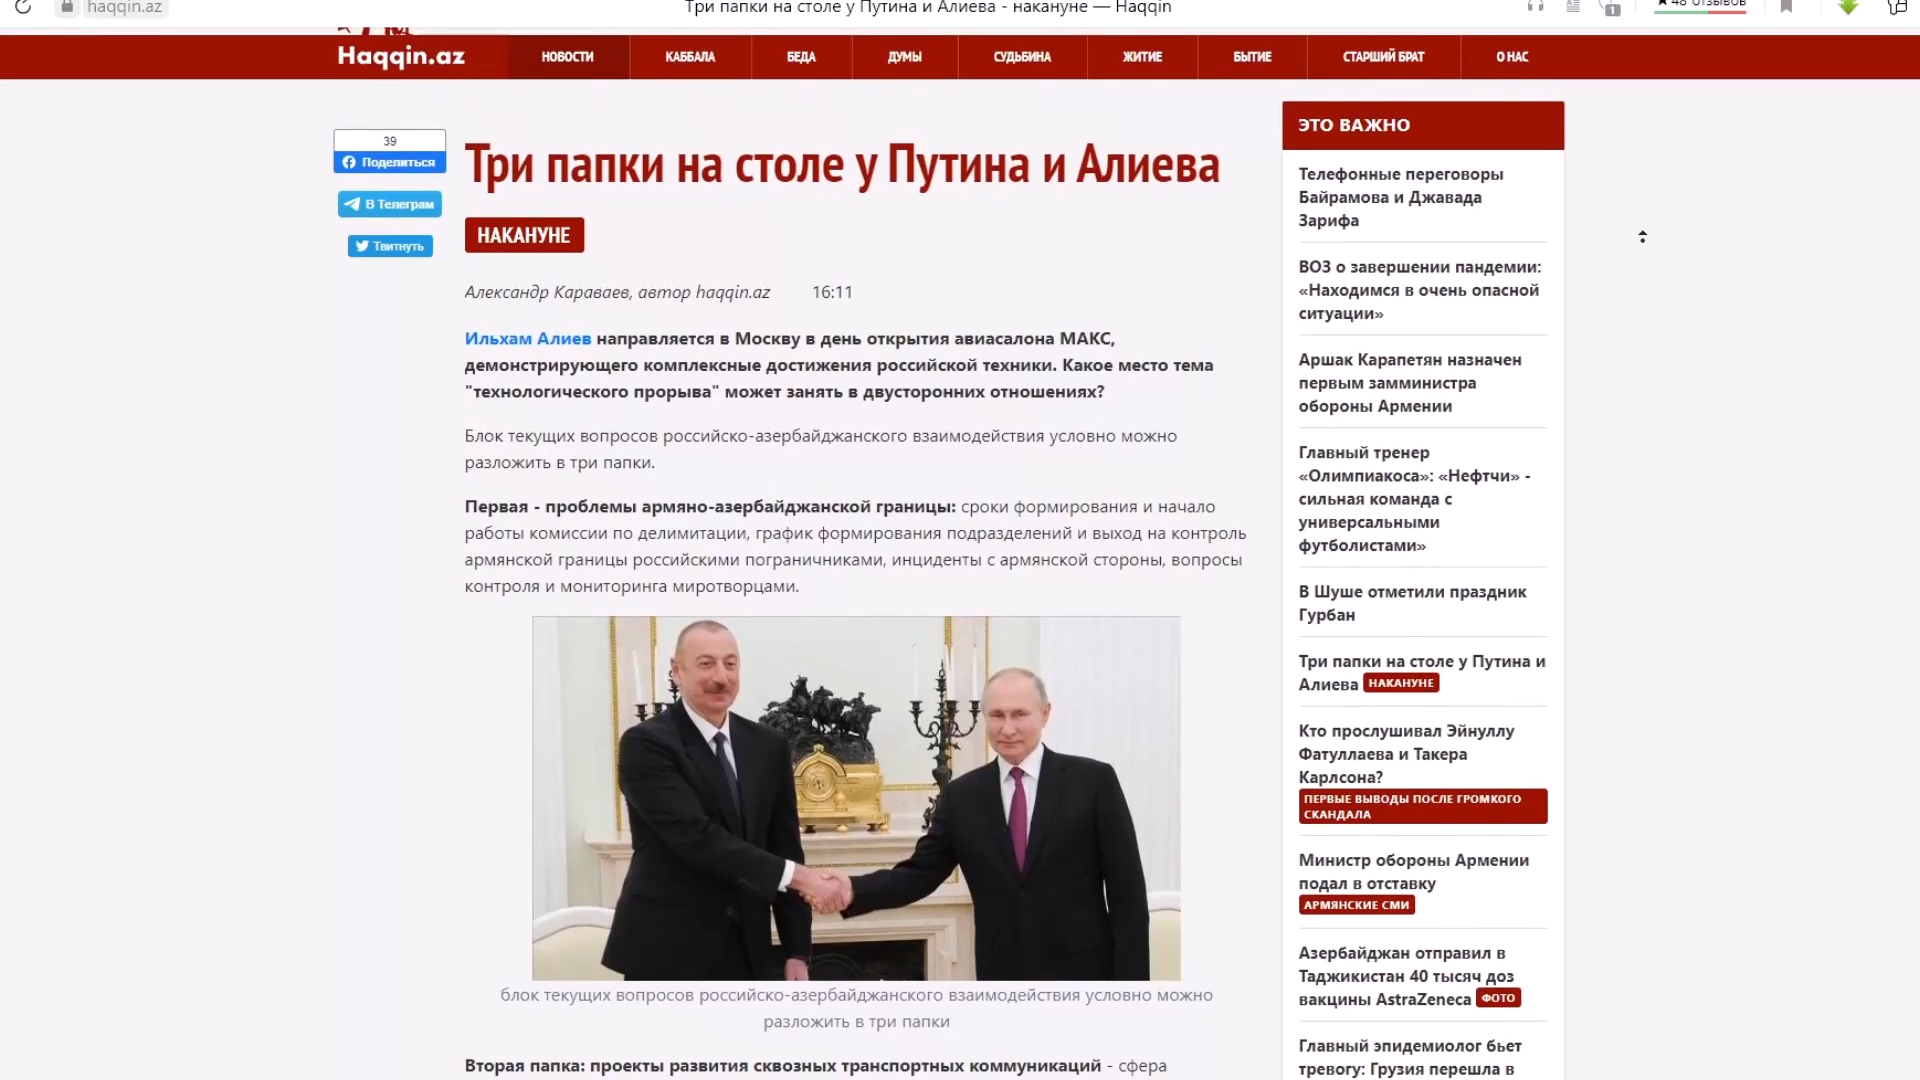 haqqin.az
Три папки на столе у Путина и Алиева - накануне — Haqqin
★ 48 отзывов
1
Haqqin.az
НОВОСТИ
КАББАЛА
БЕДА
ДУМЫ
СУДЬБИНА
ЖИТИЕ
БЫТИЕ
СТАРШИЙ БРАТ
О НАС
39
Поделиться
В Телеграм
Твитнуть
Три папки на столе у Путина и Алиева
НАКАНУНЕ
Александр Караваев, автор haqqin.az
16:11
Ильхам Алиев направляется в Москву в день открытия авиасалона МАКС,
демонстрирующего комплексные достижения российской техники. Какое место тема
"технологического прорыва" может занять в двусторонних отношениях?
Блок текущих вопросов российско-азербайджанского взаимодействия условно можно
разложить в три папки.
Первая - проблемы армяно-азербайджанской границы: сроки формирования и начало
работы комиссии по делимитации, график формирования подразделений и выход на контроль
армянской границы российскими пограничниками, инциденты с армянской стороны, вопросы
контроля и мониторинга миротворцами.
блок текущих вопросов российско-азербайджанского взаимодействия условно можно
разложить в три папки
Вторая папка: проекты развития сквозных транспортных коммуникаций - сфера
ЭТО ВАЖНО
Телефонные переговоры
Байрамова и Джавада
Зарифа
ВОЗ о завершении пандемии:
«Находимся в очень опасной
ситуации»
Аршак Карапетян назначен
первым замминистра
обороны Армении
Главный тренер
«Олимпиакоса»: «Нефтчи» -
сильная команда с
универсальными
футболистами»
В Шуше отметили праздник
Гурбан
Три папки на столе у Путина и
Алиева НАКАНУНЕ
Кто прослушивал Эйнуллу
Фатуллаева и Такера
Карлсона?
ПЕРВЫЕ ВЫВОДЫ ПОСЛЕ ГРОМКОГО
СКАНДАЛА
Министр обороны Армении
подал в отставку
АРМЯНСКИЕ СМИ
Азербайджан отправил в
Таджикистан 40 тысяч доз
вакцины AstraZeneca ФОТО
Главный эпидемиолог бьет
тревогу: Грузия перешла в